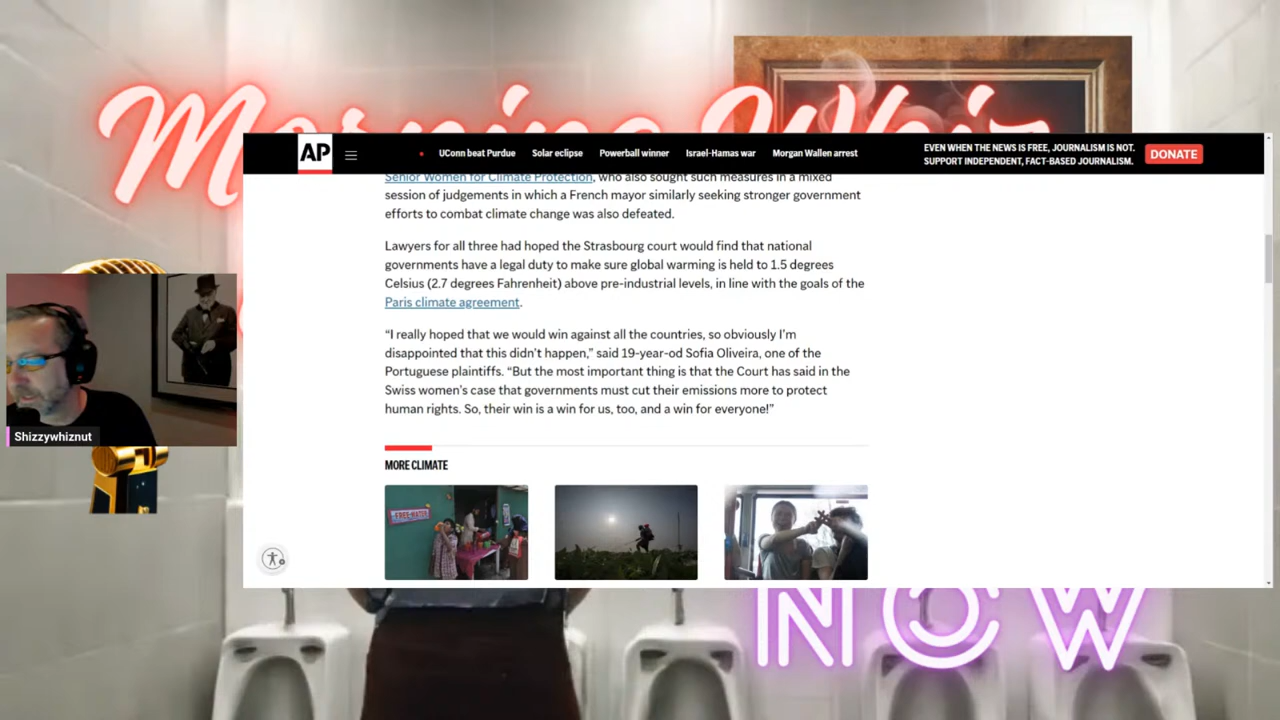 Morning Whiz
AP
UConn beat Purdue
Solar eclipse
Powerball winner
Israel-Hamas war
Morgan Wallen arrest
EVEN WHEN THE NEWS IS FREE, JOURNALISM IS NOT.
SUPPORT INDEPENDENT, FACT-BASED JOURNALISM.
DONATE
Senior Women for Climate Protection, who also sought such measures in a mixed
session of judgements in which a French mayor similarly seeking stronger government
efforts to combat climate change was also defeated.
Lawyers for all three had hoped the Strasbourg court would find that national
governments have a legal duty to make sure global warming is held to 1.5 degrees
Celsius (2.7 degrees Fahrenheit) above pre-industrial levels, in line with the goals of the
Paris climate agreement.
“I really hoped that we would win against all the countries, so obviously I’m
disappointed that this didn’t happen,” said 19-year-od Sofia Oliveira, one of the
Portuguese plaintiffs. “But the most important thing is that the Court has said in the
Swiss women’s case that governments must cut their emissions more to protect
human rights. So, their win is a win for us, too, and a win for everyone!”
MORE CLIMATE
FREE WATER
Shizzywhiznut
NOW